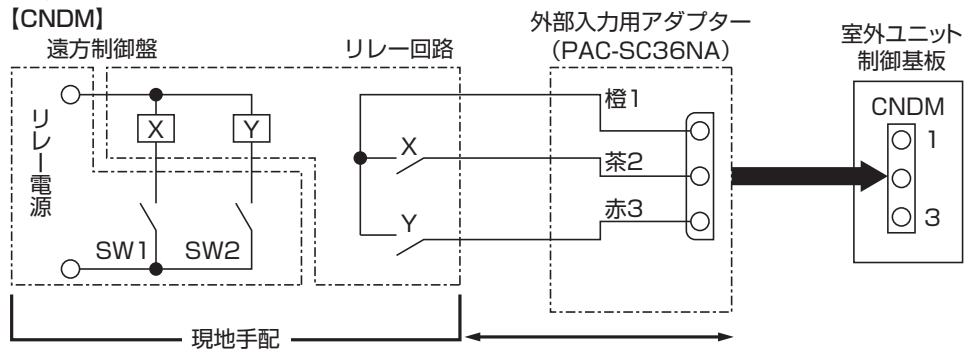 【CNDM】
遠方制御盤
リレー回路
外部入力用アダプター
（PAC-SC36NA）
室外ユニット
制御基板
リレー電源
X
Y
SW1
SW2
X
Y
橙1
茶2
赤3
CNDM
1
3
現地手配